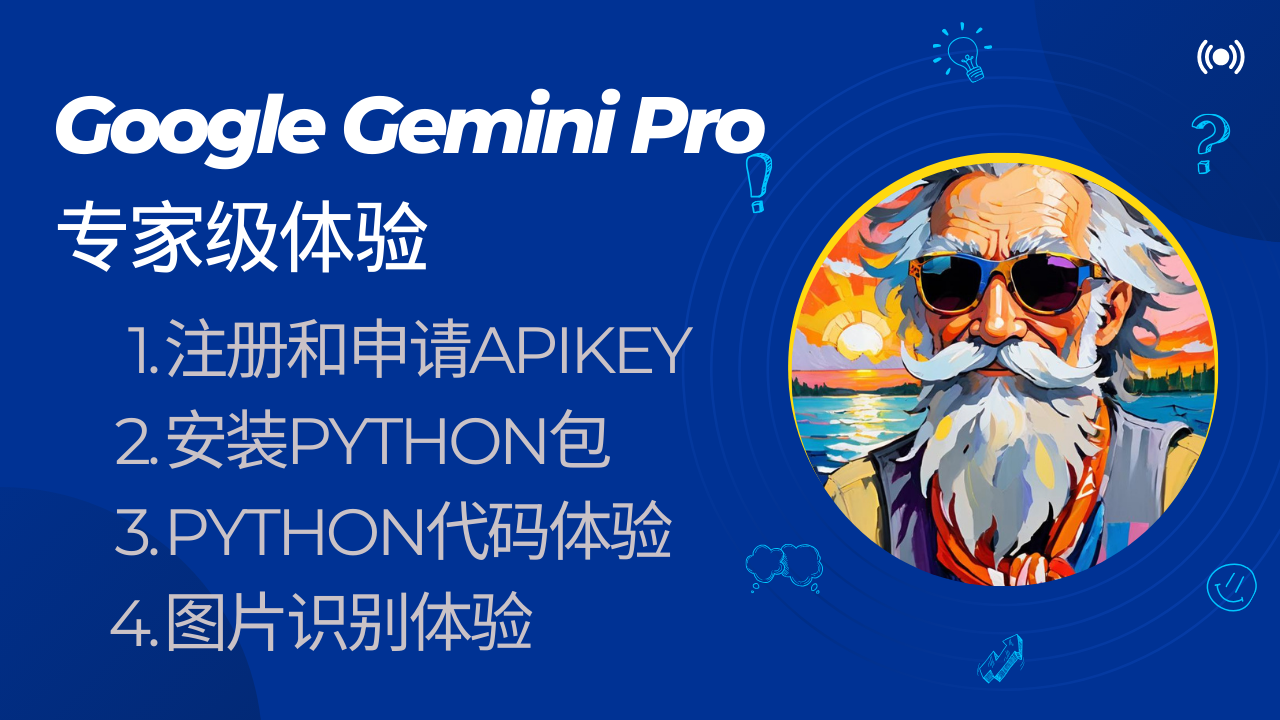 Google Gemini Pro
专家级体验
1. 注册和申请APIKEY
2. 安装PYTHON包
3. PYTHON代码体验
4. 图片识别体验